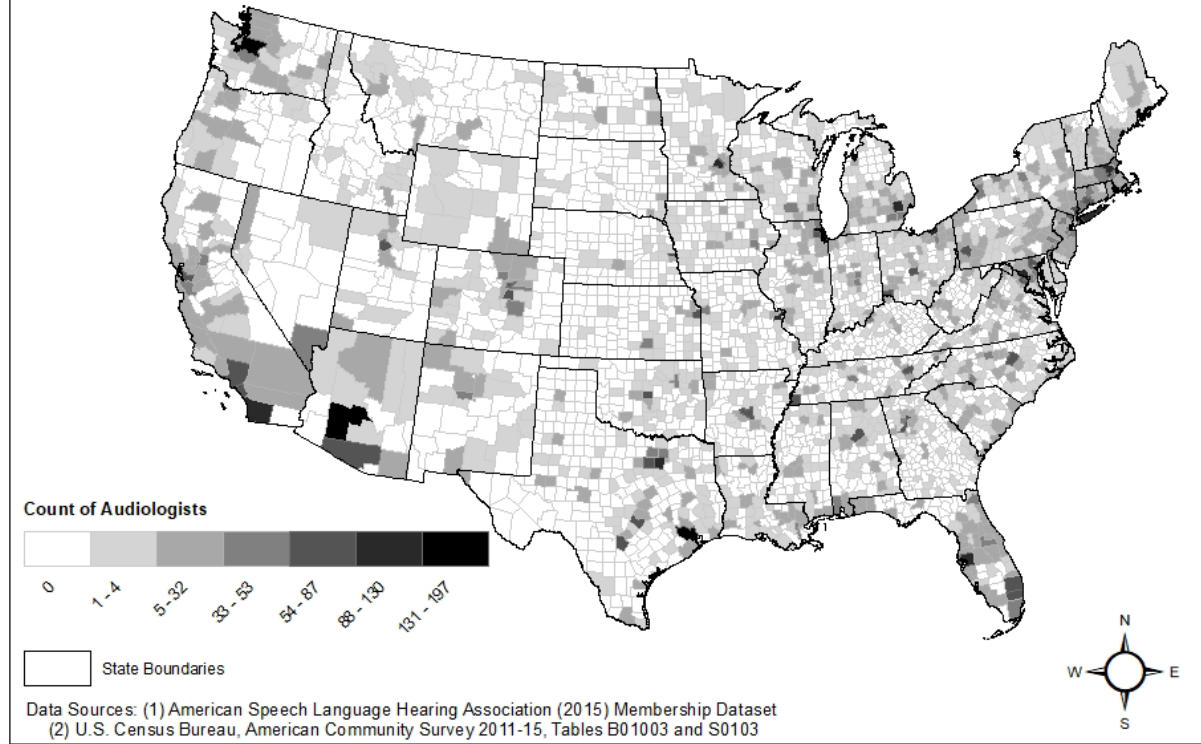 Count of Audiologists
0
1 - 4
5 - 32
33 - 53
54 - 87
88 - 130
131 - 197
State Boundaries
Data Sources: (1) American Speech Language Hearing Association (2015) Membership Dataset
(2) U.S. Census Bureau, American Community Survey 2011-15, Tables B01003 and S0103
1
N
W
E
S